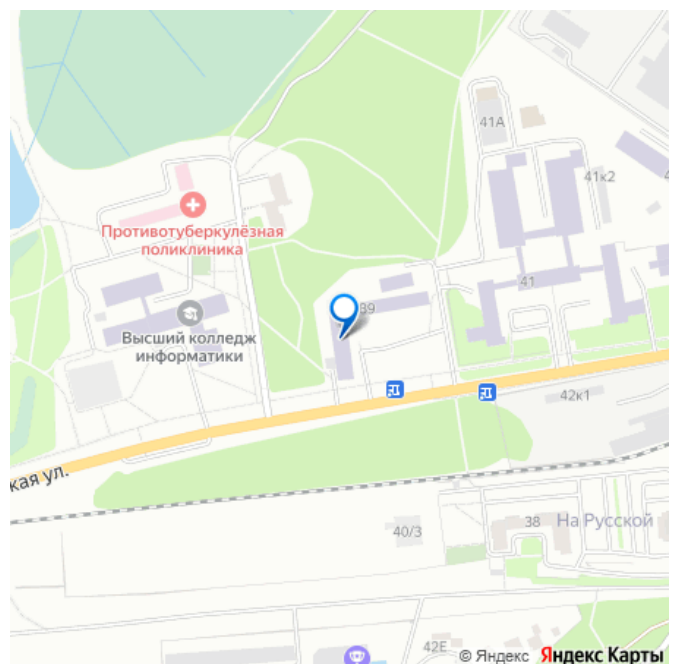 41А
41к2
Противотуберкулёзная
поликлиника
41
39
Высший колледж
информатики
42к1
кая ул.
38
На Русской
40/3
42Е
© Яндекс Яндекс Карты